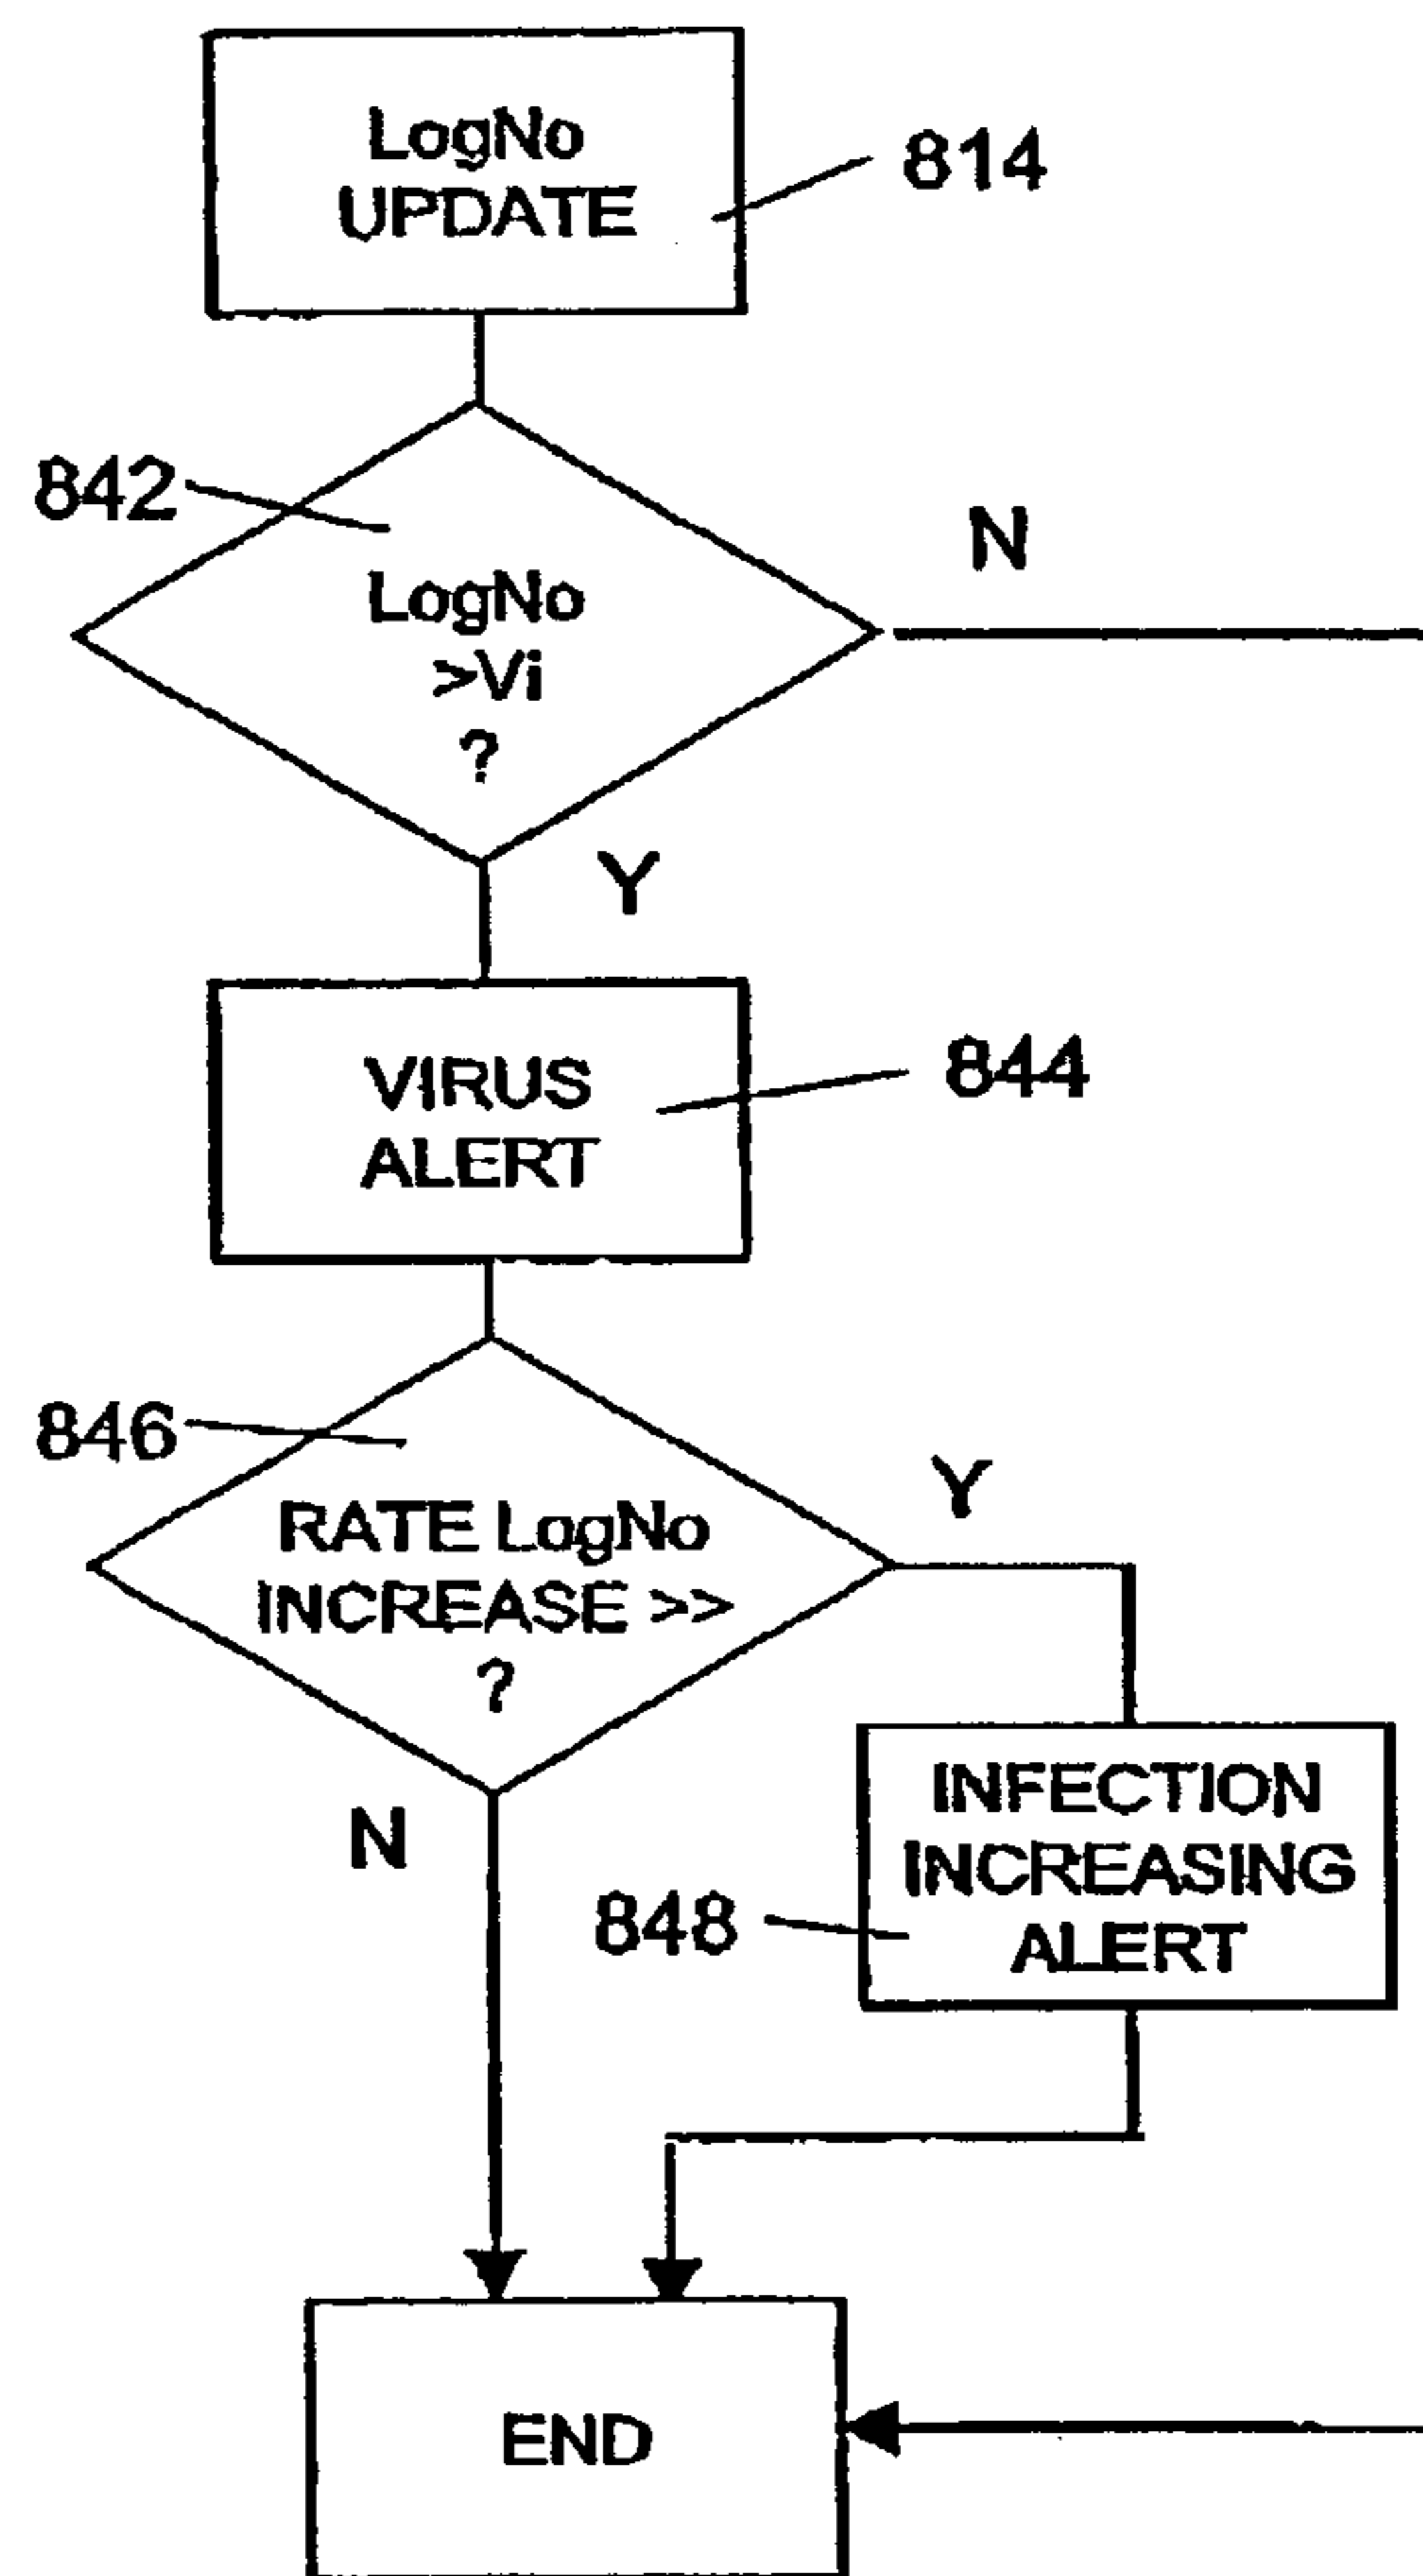 LogNo
UPDATE
814
842
LogNo
>Vi
?
N
Y
VIRUS
ALERT
844
846
RATE LogNo
INCREASE >>
?
Y
N
INFECTION
INCREASING
ALERT
848
END